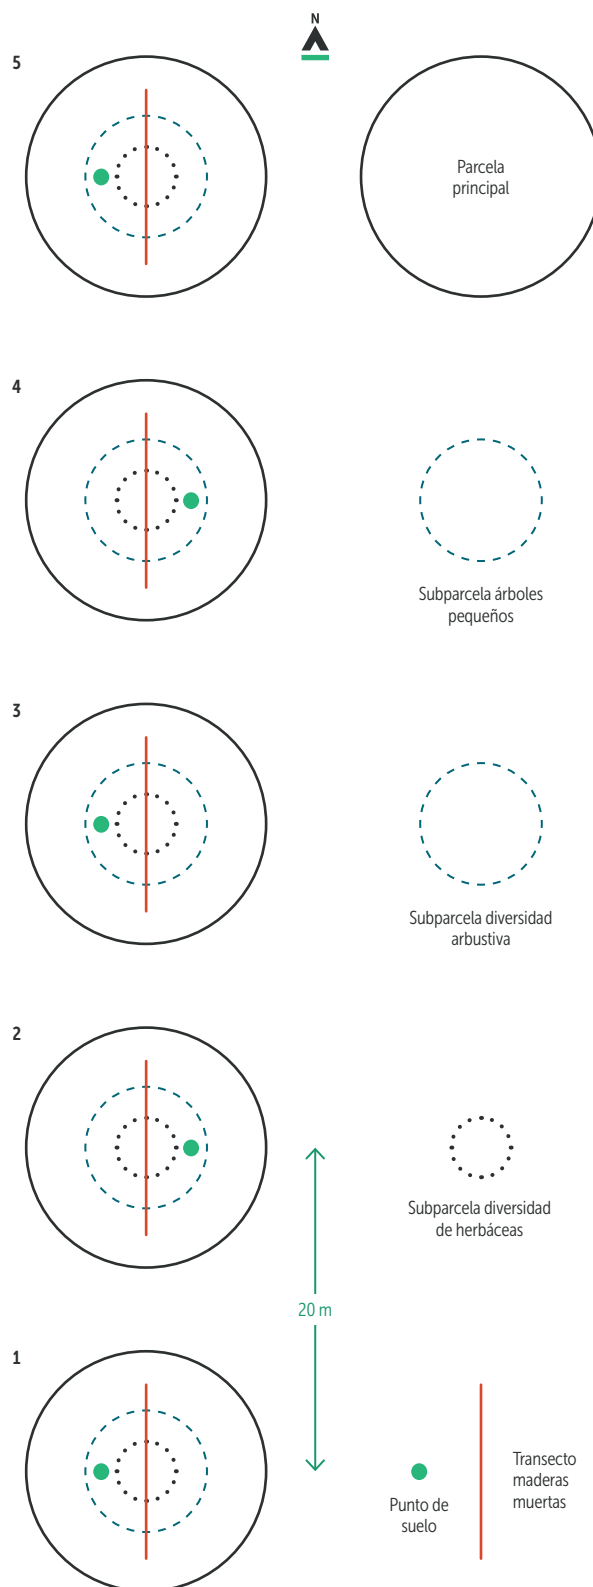 N
5
Parcela
principal
4
Subparcela árboles
pequeños
3
Subparcela diversidad
arbustiva
2
Subparcela diversidad
de herbáceas
20 m
1
Transecto
maderas
muertas
Punto de
suelo